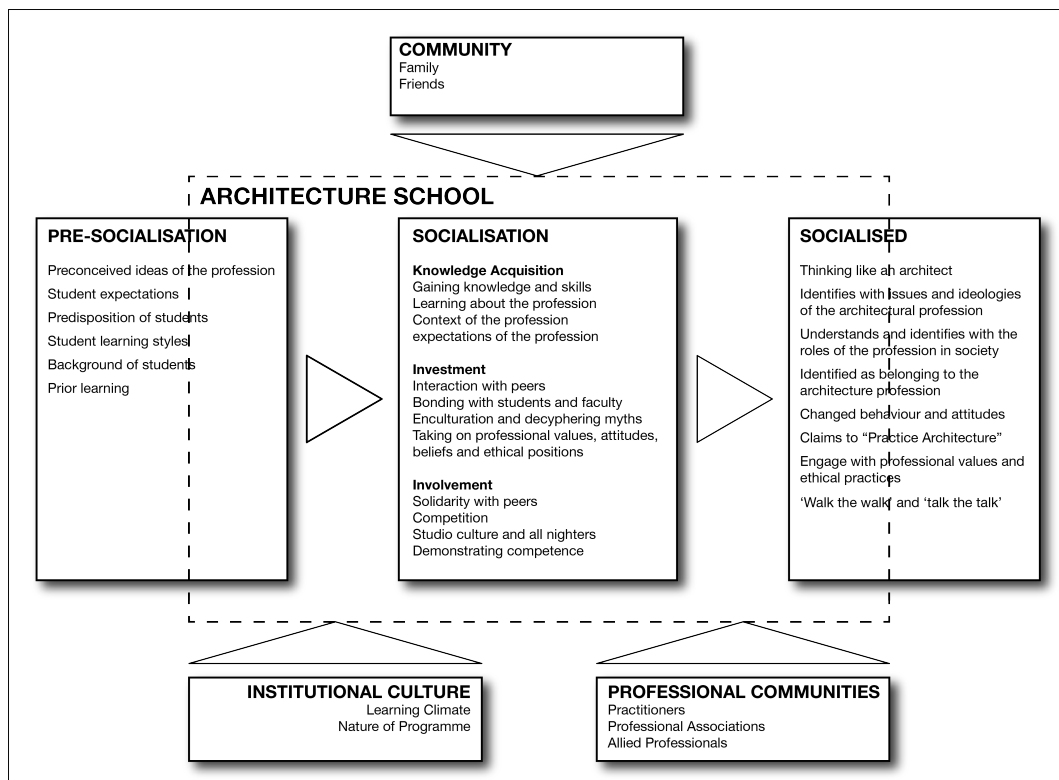 COMMUNITY
Family
Friends
ARCHITECTURE SCHOOL
PRE-SOCIALISATION
Preconceived ideas of the profession
Student expectations
Predisposition of students
Student learning styles
Background of students
Prior learning
SOCIALISATION
Knowledge Acquisition
Gaining knowledge and skills
Learning about the profession
Context of the profession
expectations of the profession
Investment
Interaction with peers
Bonding with students and faculty
Enculturation and decyphering myths
Taking on professional values, attitudes,
beliefs and ethical positions
Involvement
Solidarity with peers
Competition
Studio culture and all nighters
Demonstrating competence
SOCIALISED
Thinking like an architect
Identifies with issues and ideologies
of the architectural profession
Understands and identifies with the
roles of the profession in society
Identified as belonging to the
architecture profession
Changed behaviour and attitudes
Claims to “Practice Architecture”
Engage with professional values and
ethical practices
‘Walk the walk’ and ‘talk the talk’
INSTITUTIONAL CULTURE
Learning Climate
Nature of Programme
PROFESSIONAL COMMUNITIES
Practitioners
Professional Associations
Allied Professionals